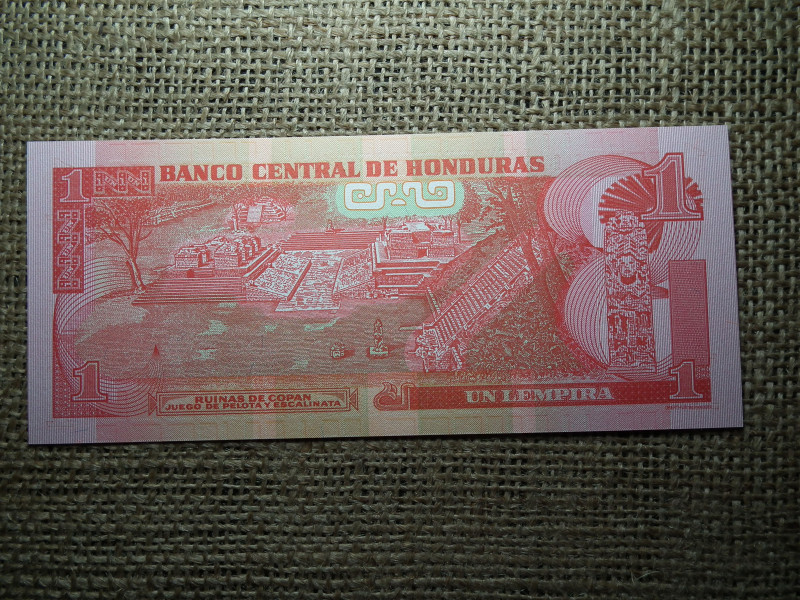 1
BANCO CENTRAL DE HONDURAS
1
1
RUINAS DE COPAN
JUEGO DE PELOTA Y ESCALINATA
UN LEMPIRA
1